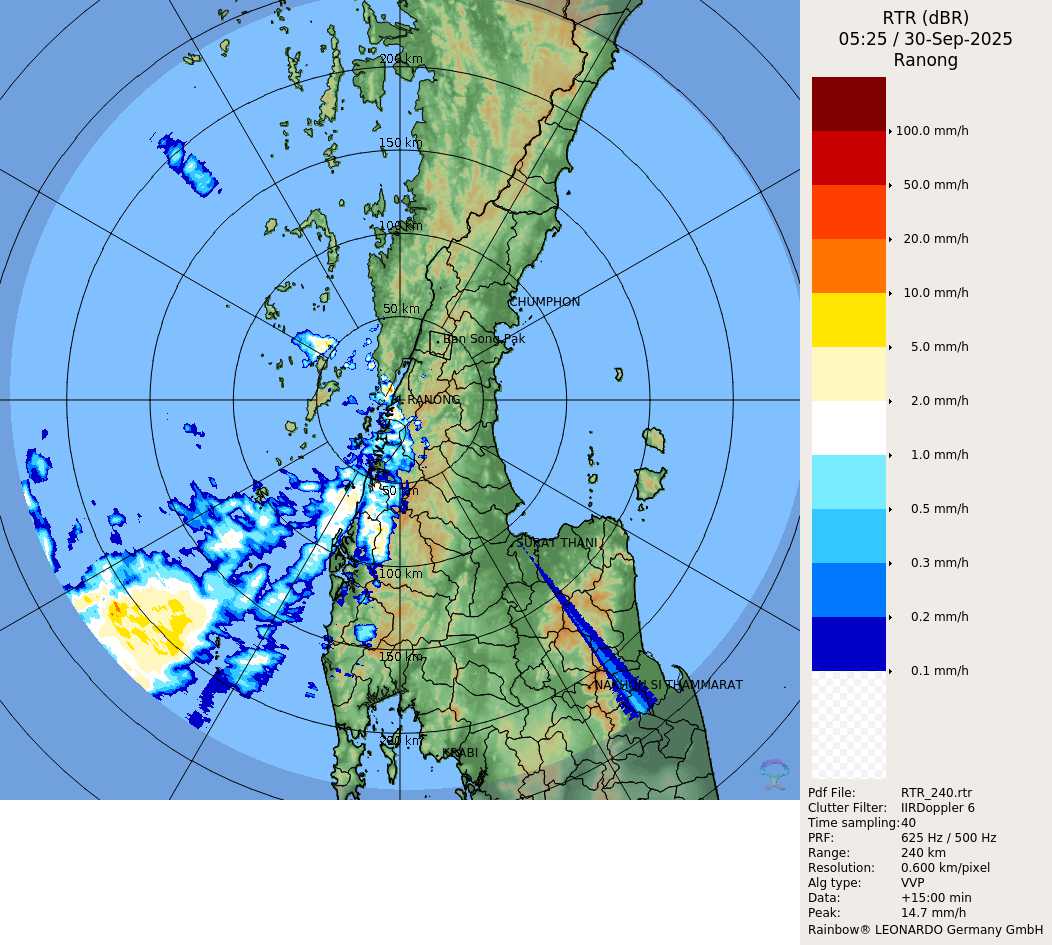 RTR (dBR)
05:25 / 30-Sep-2025
Ranong
100.0 mm/h
50.0 mm/h
20.0 mm/h
10.0 mm/h
5.0 mm/h
2.0 mm/h
1.0 mm/h
0.5 mm/h
0.3 mm/h
0.2 mm/h
0.1 mm/h
200 km
150 km
100 km
50 km
CHUMPHON
Ban Song Pak
RANONG
50 km
SURAT THANI
100 km
150 km
NAKHON SI THAMMARAT
200 km
KRABI
Pdf File: RTR_240.rtr
Clutter Filter: IIRDoppler 6
Time sampling: 40
PRF: 625 Hz / 500 Hz
Range: 240 km
Resolution: 0.600 km/pixel
Alg type: VVP
Data: +15:00 min
Peak: 14.7 mm/h
Rainbow® LEONARDO Germany GmbH